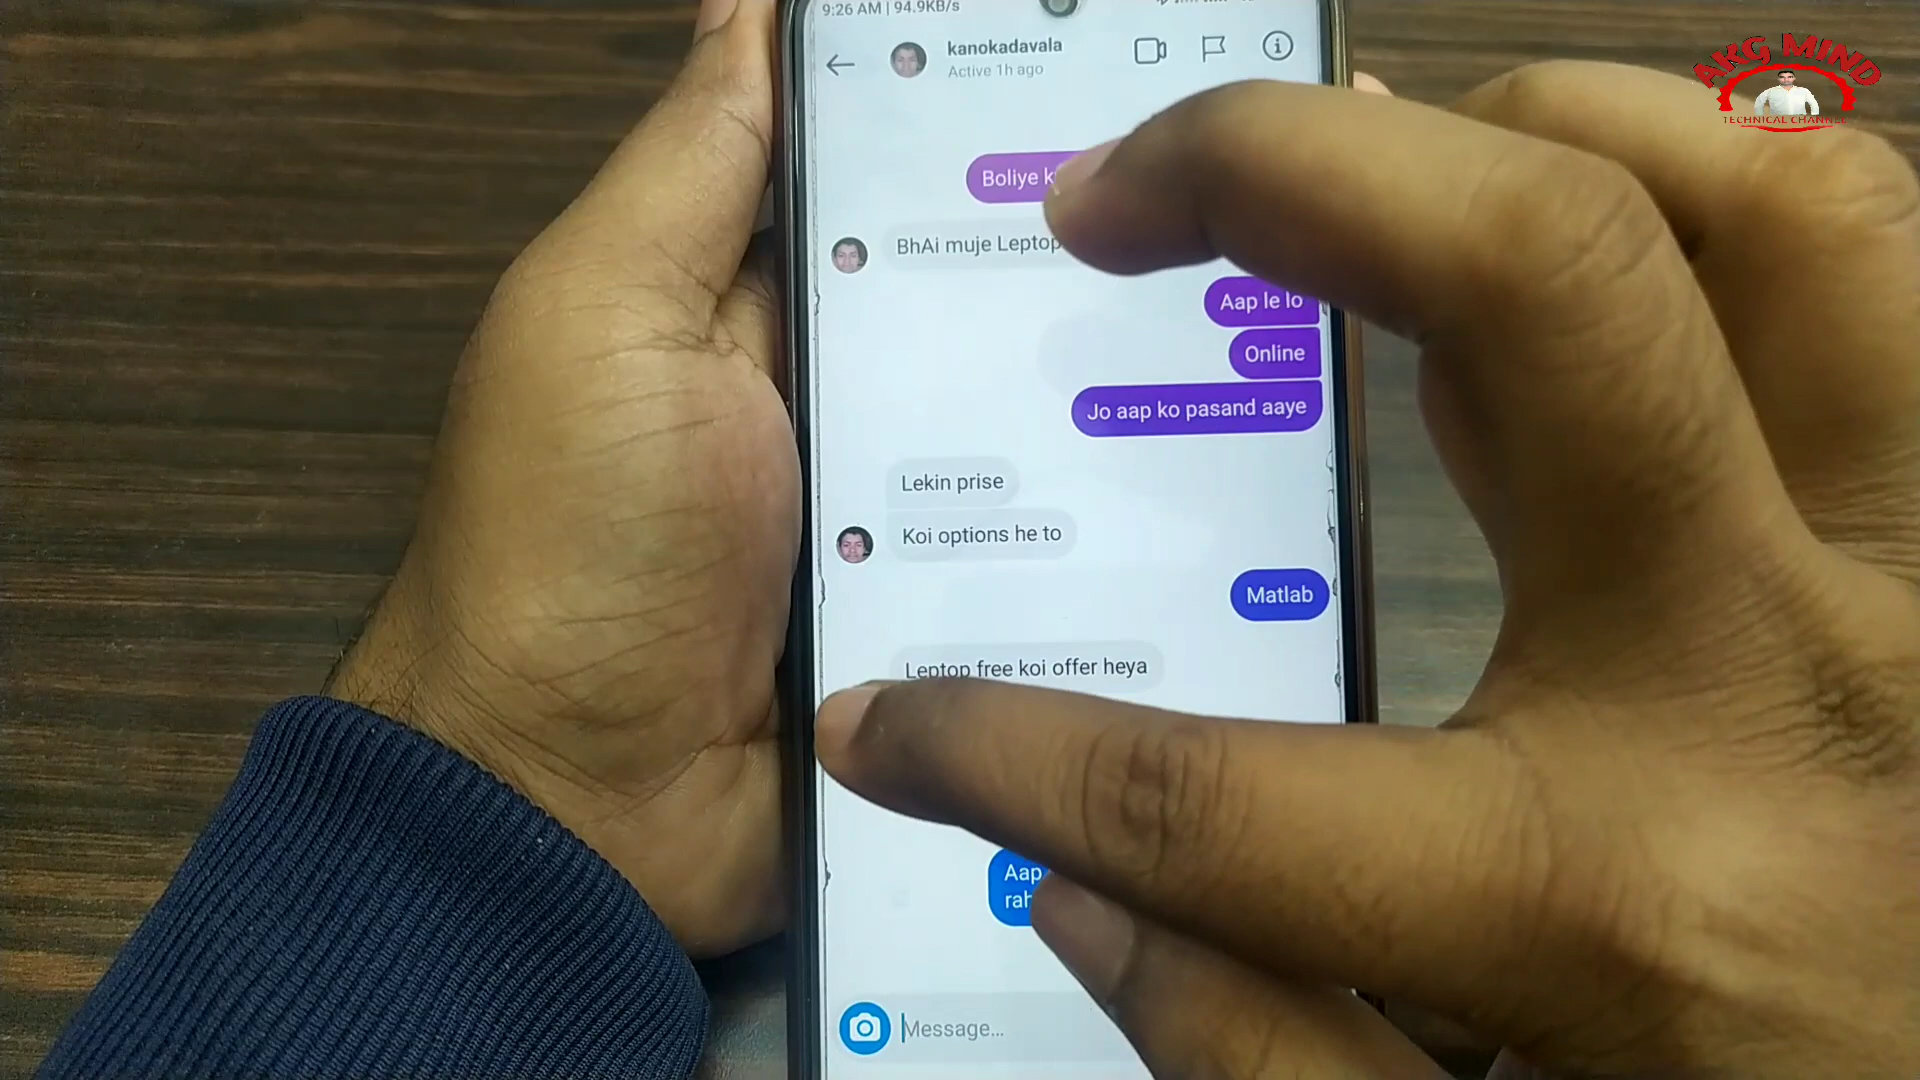 9:26 AM | 94.9KB/s
kanokadavala
Active 1h ago
AKG MIND
TECHNICAL CHANNEL
Boliye
BhAi muje Leptop
Aap le lo
Online
Jo aap ko pasand aaye
Lekin prise
Koi options he to
Matlab
Leptop free koi offer heya
Aap
Message...